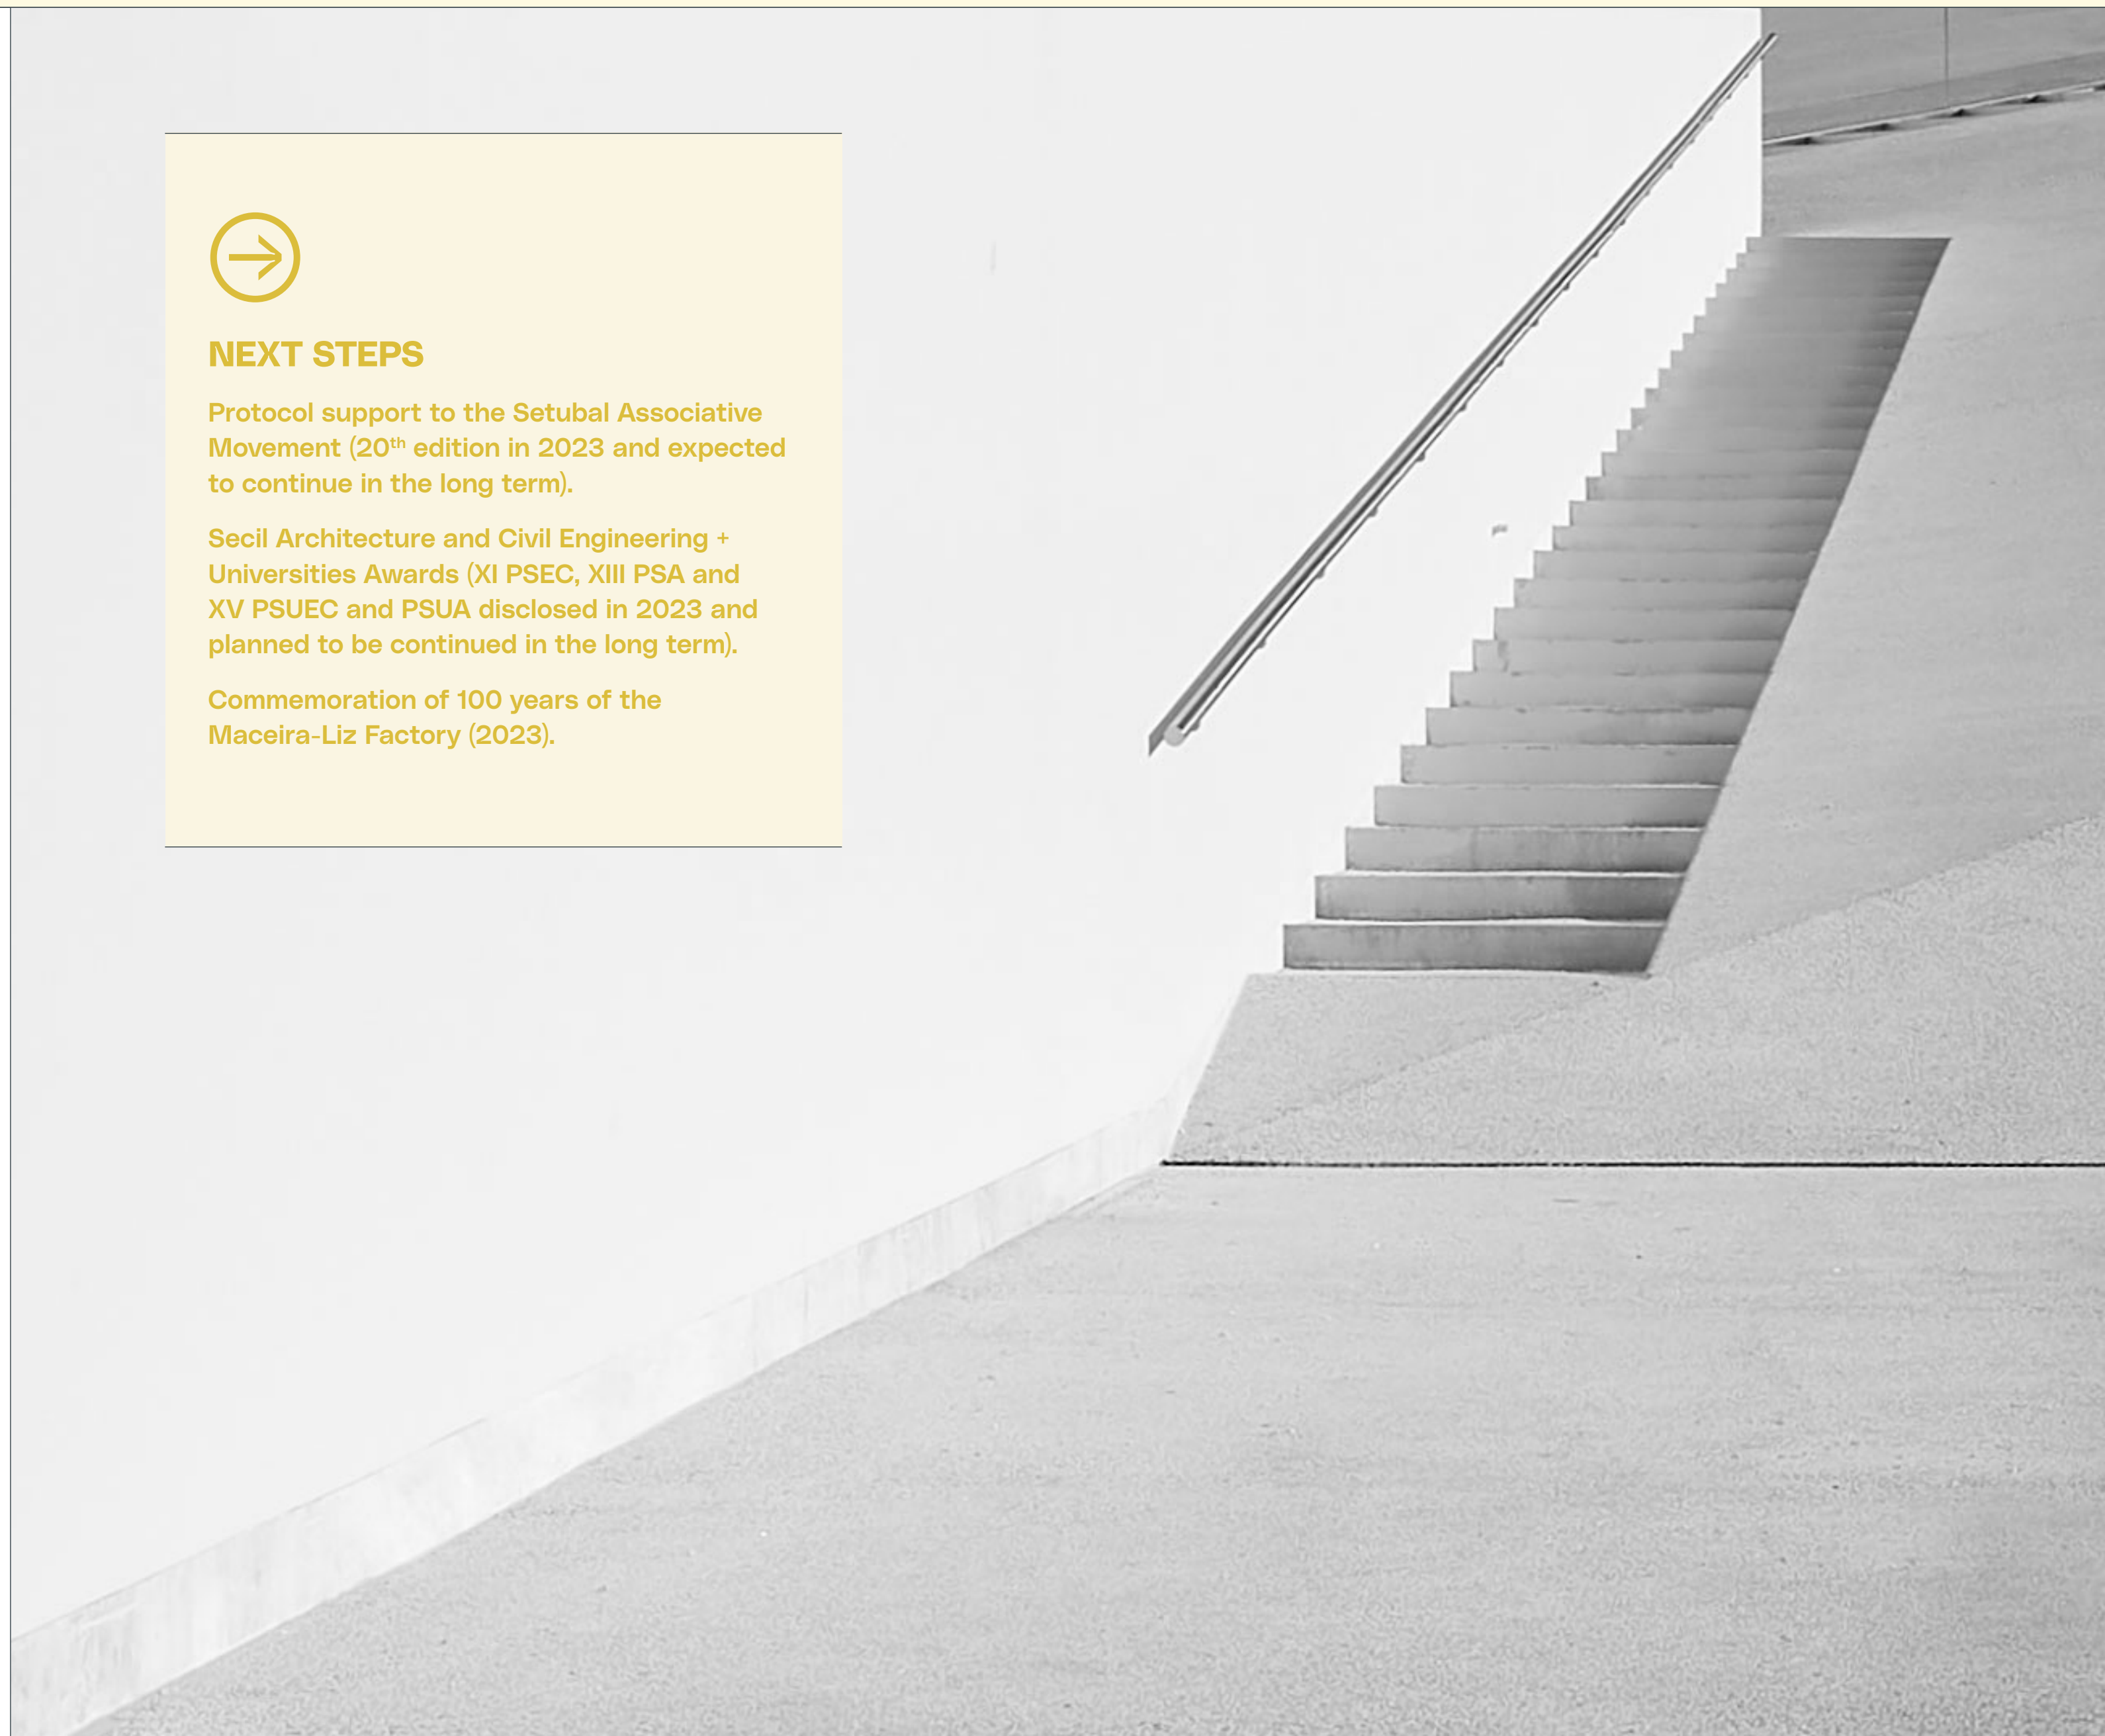 NEXT STEPS
Protocol support to the Setubal Associative
Movement (20th edition in 2023 and expected
to continue in the long term).
Secil Architecture and Civil Engineering +
Universities Awards (XI PSEC, XIII PSA and
XV PSUEC and PSUA disclosed in 2023 and
planned to be continued in the long term).
Commemoration of 100 years of the
Maceira-Liz Factory (2023).